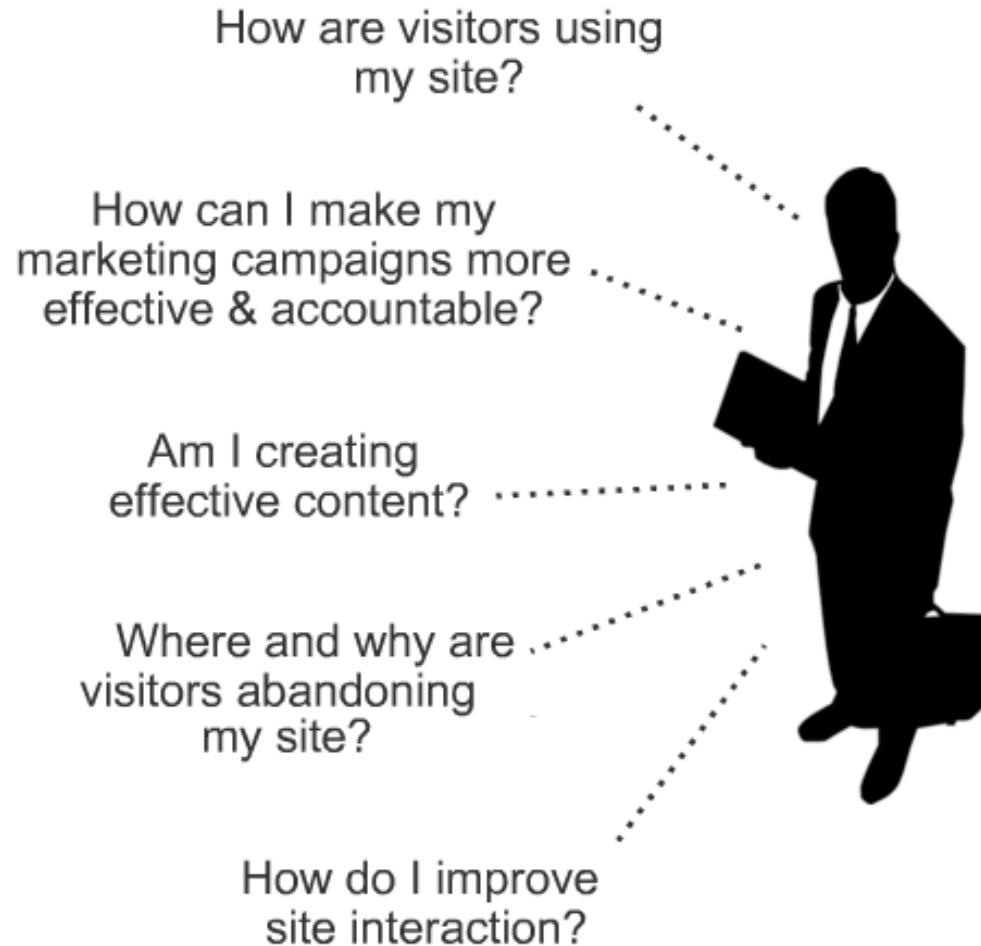 How are visitors using
my site?
How can I make my
marketing campaigns more
effective & accountable?
Am I creating
effective content?
Where and why are
visitors abandoning
my site?
How do I improve
site interaction?